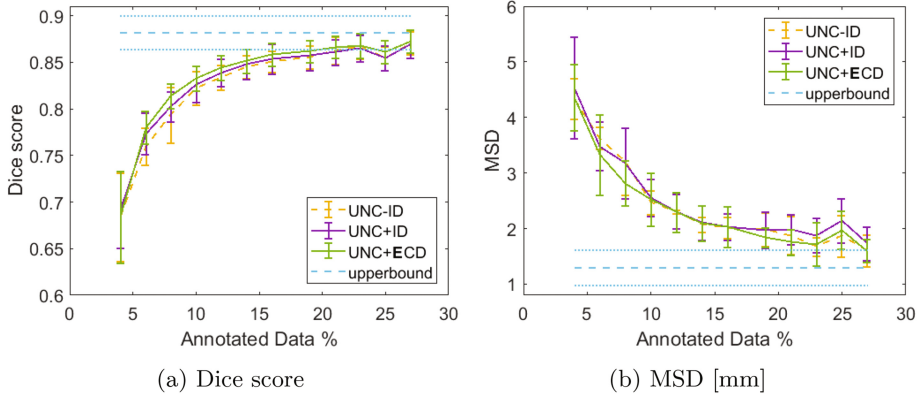 0.9
0.85
0.8
0.75
0.7
0.65
0.6
Dice score
0 5 10 15 20 25 30
Annotated Data %
UNC-ID
UNC+ID
UNC+ECD
upperbound
(a) Dice score
6
5
4
3
2
1
MSD
0 5 10 15 20 25 30
Annotated Data %
UNC-ID
UNC+ID
UNC+ECD
upperbound
(b) MSD [mm]